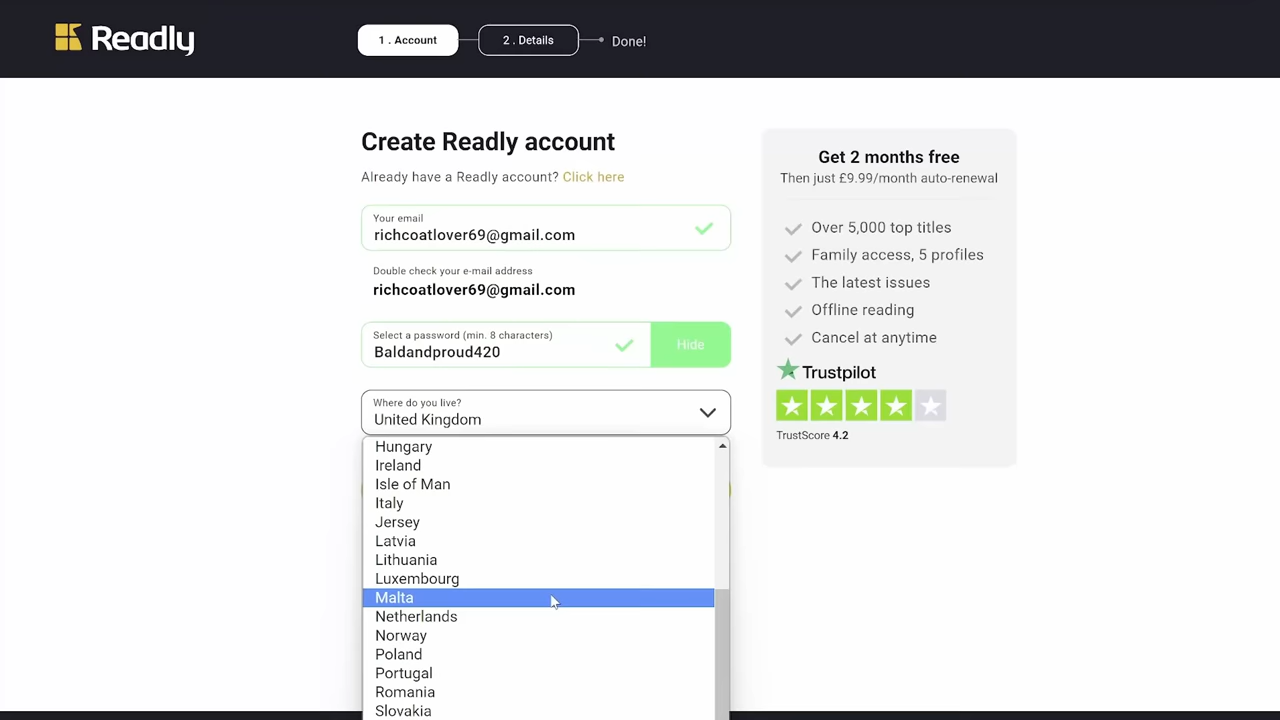 Readly
1 . Account
2 . Details
Done!
Create Readly account
Already have a Readly account? Click here
Your email
richcoatlover69@gmail.com
Double check your e-mail address
richcoatlover69@gmail.com
Select a password (min. 8 characters)
Baldandproud420
Hide
Where do you live?
United Kingdom
Hungary
Ireland
Isle of Man
Italy
Jersey
Latvia
Lithuania
Luxembourg
Malta
Netherlands
Norway
Poland
Portugal
Romania
Slovakia
Get 2 months free
Then just £9.99/month auto-renewal
Over 5,000 top titles
Family access, 5 profiles
The latest issues
Offline reading
Cancel at anytime
Trustpilot
TrustScore 4.2